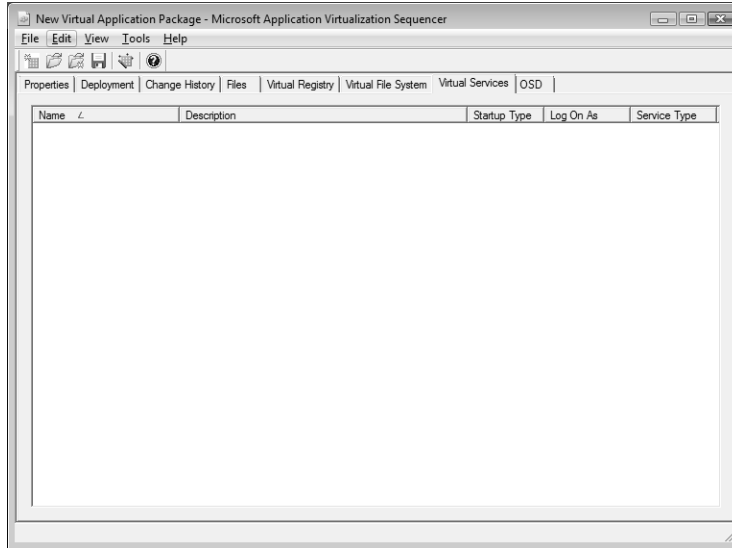 New Virtual Application Package - Microsoft Application Virtualization Sequencer
File Edit View Tools Help
Properties Deployment Change History Files Virtual Registry Virtual File System Virtual Services OSD
Name Description Startup Type Log On As Service Type